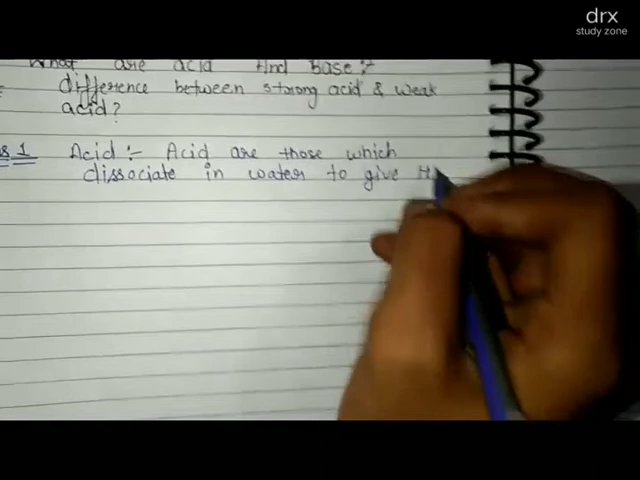 drx
study zone
What are acid And base?
difference between strong acid & weak
acid?
s 1 Acid :- Acid are those which
dissociate in water to give H